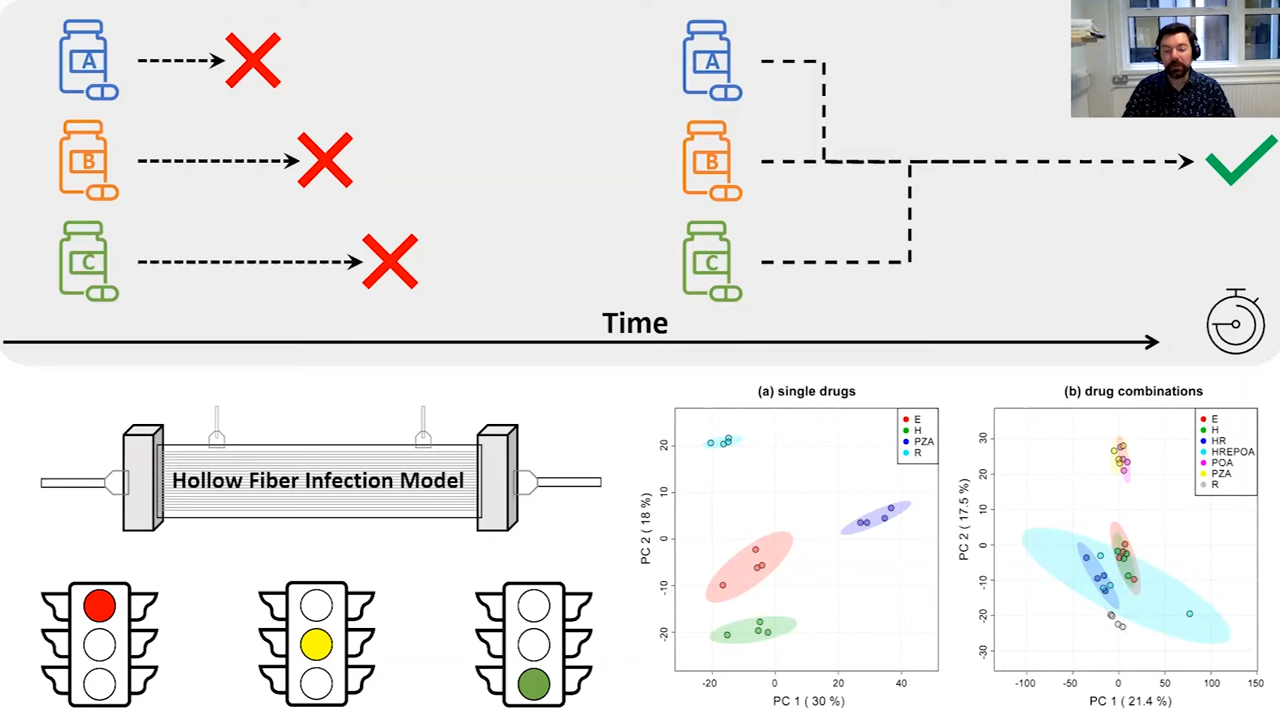 A
B
C
A
B
C
Time
Hollow Fiber Infection Model
(a) single drugs
E
H
PZA
R
20
10
0
-10
-20
PC 2 ( 18 %)
-20
0
20
40
PC 1 ( 30 %)
(b) drug combinations
E
H
HR
HREPOA
POA
PZA
R
30
20
10
0
-10
-20
-30
PC 2 ( 17.5 %)
-100
-50
0
50
100
150
PC 1 ( 21.4 %)